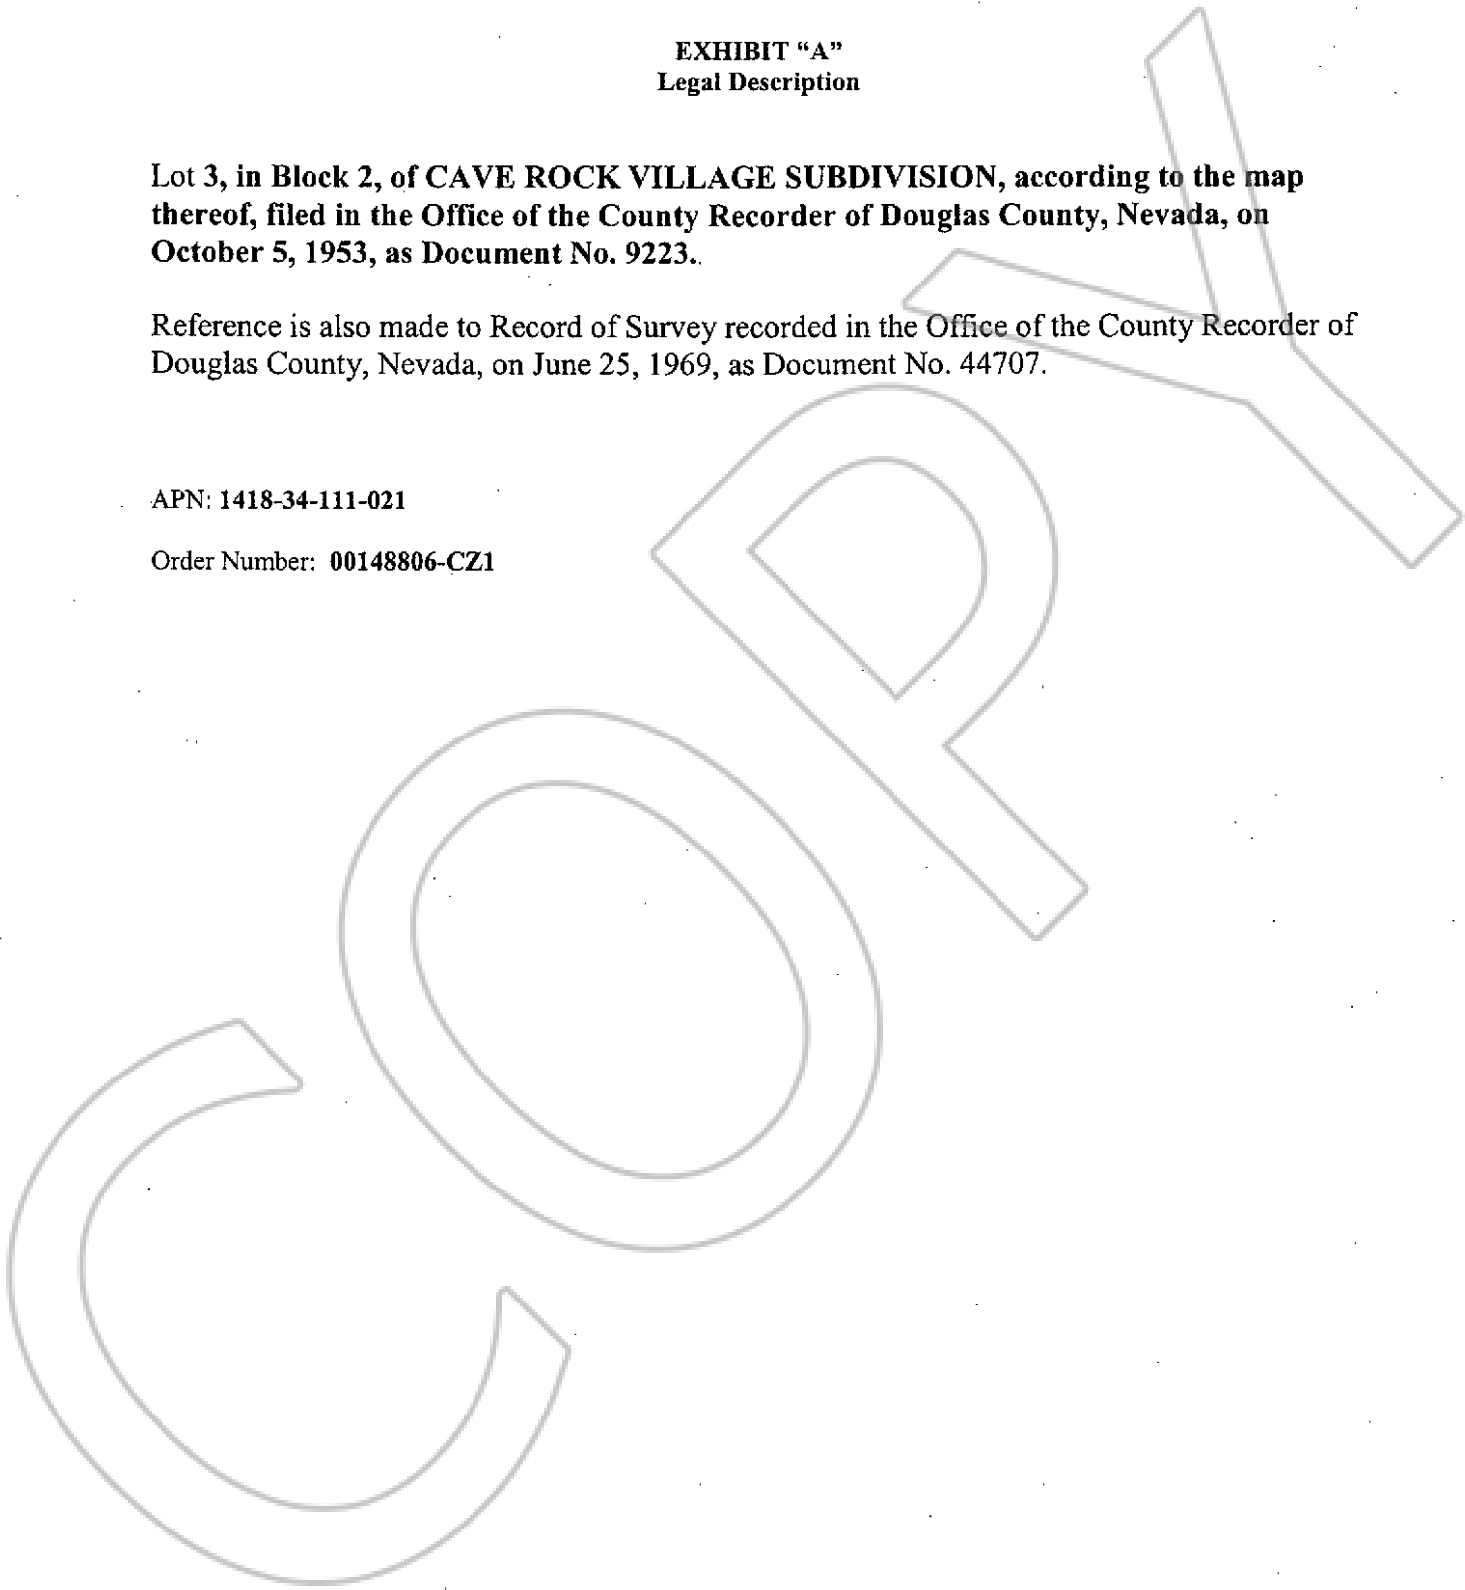 EXHIBIT “A”
Legal Description
Lot 3, in Block 2, of CAVE ROCK VILLAGE SUBDIVISION, according to the map
thereof, filed in the Office of the County Recorder of Douglas County, Nevada, on
October 5, 1953, as Document No. 9223.
Reference is also made to Record of Survey recorded in the Office of the County Recorder of
Douglas County, Nevada, on June 25, 1969, as Document No. 44707.
APN: 1418-34-111-021
Order Number: 00148806-CZ1
COPY